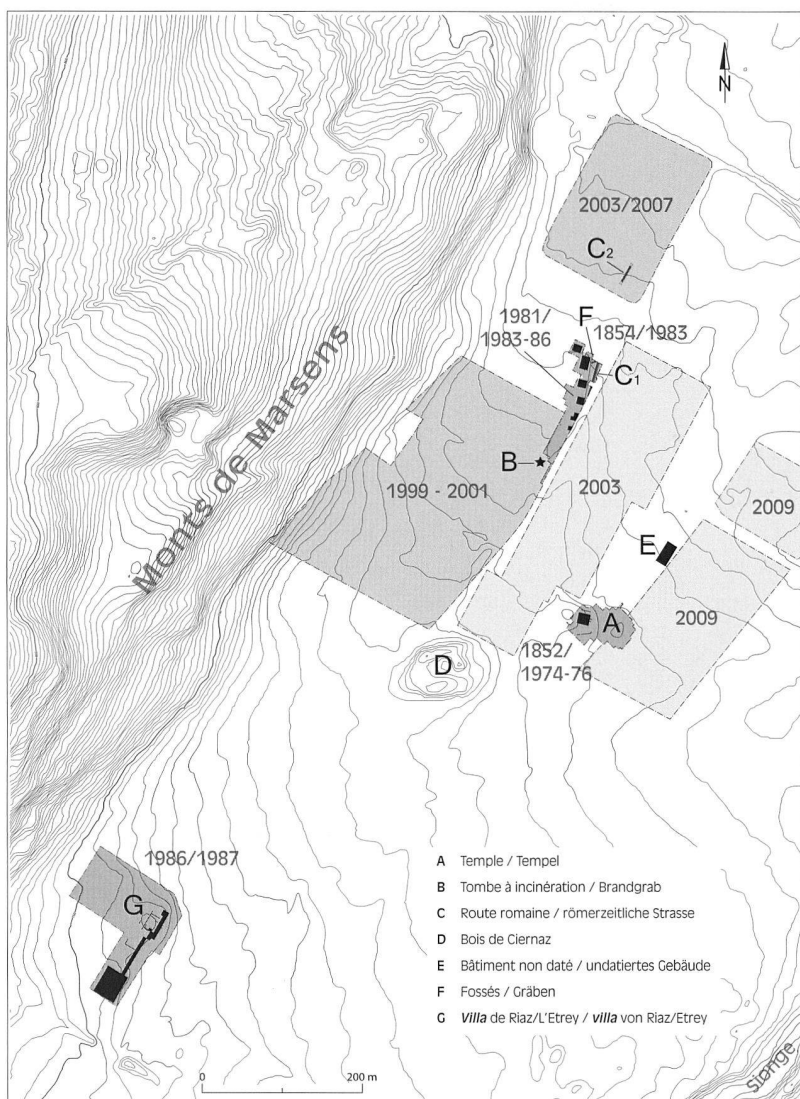 N
2003/2007
C2
1981/
1983-86
F
1854/1983
C1
Monts de Marsens
B
1999 - 2001
2003
2009
E
2009
A
1852/
1974-76
D
1986/1987
G
A Temple / Tempel
B Tombe à incinération / Brandgrab
C Route romaine / römerzeitliche Strasse
D Bois de Ciernaz
E Bâtiment non daté / undatiertes Gebäude
F Fossés / Gräben
G Villa de Riaz/L'Etrey / villa von Riaz/Etrey
0 200 m
Sionge